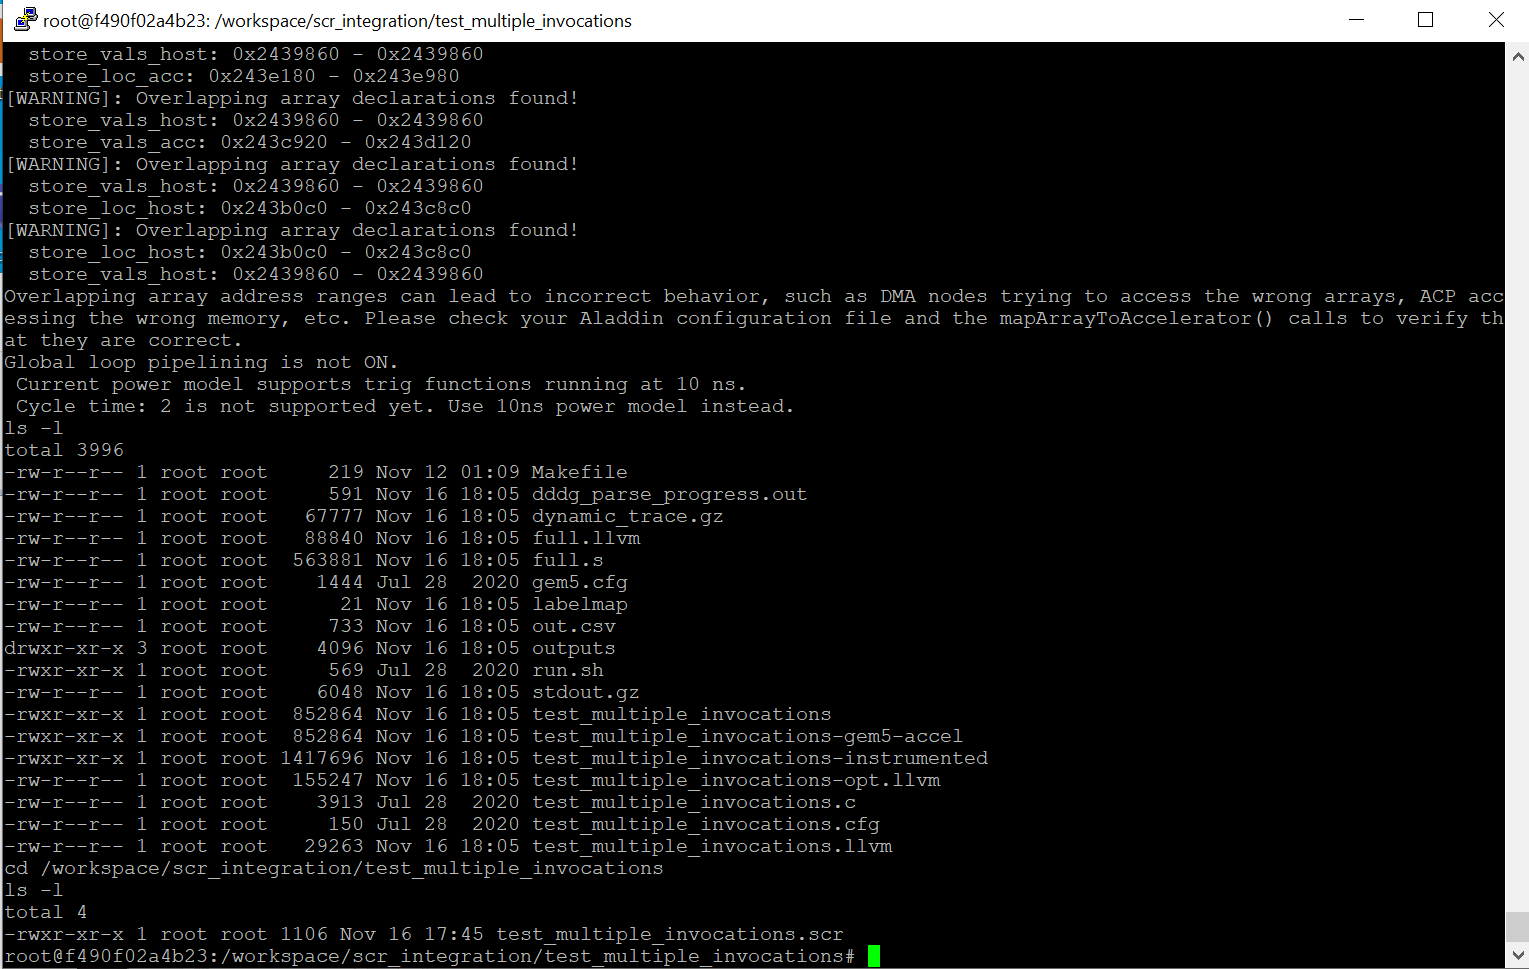 root@f490f02a4b23: /workspace/scr_integration/test_multiple_invocations
  store_vals_host: 0x2439860 - 0x2439860
  store_loc_acc: 0x243e180 - 0x243e980
[WARNING]: Overlapping array declarations found!
  store_vals_host: 0x2439860 - 0x2439860
  store_vals_acc: 0x243c920 - 0x243d120
[WARNING]: Overlapping array declarations found!
  store_vals_host: 0x2439860 - 0x2439860
  store_loc_host: 0x243b0c0 - 0x243c8c0
[WARNING]: Overlapping array declarations found!
  store_loc_host: 0x243b0c0 - 0x243c8c0
  store_vals_host: 0x2439860 - 0x2439860
Overlapping array address ranges can lead to incorrect behavior, such as DMA nodes trying to access the wrong arrays, ACP acc
essing the wrong memory, etc. Please check your Aladdin configuration file and the mapArrayToAccelerator() calls to verify th
at they are correct.
Global loop pipelining is not ON.
 Current power model supports trig functions running at 10 ns.
 Cycle time: 2 is not supported yet. Use 10ns power model instead.
ls -l
total 3996
-rw-r--r-- 1 root root     219 Nov 12 01:09 Makefile
-rw-r--r-- 1 root root     591 Nov 16 18:05 dddg_parse_progress.out
-rw-r--r-- 1 root root   67777 Nov 16 18:05 dynamic_trace.gz
-rw-r--r-- 1 root root   88840 Nov 16 18:05 full.llvm
-rw-r--r-- 1 root root  563881 Nov 16 18:05 full.s
-rw-r--r-- 1 root root    1444 Jul 28  2020 gem5.cfg
-rw-r--r-- 1 root root      21 Nov 16 18:05 labelmap
-rw-r--r-- 1 root root     733 Nov 16 18:05 out.csv
drwxr-xr-x 3 root root    4096 Nov 16 18:05 outputs
-rwxr-xr-x 1 root root     569 Jul 28  2020 run.sh
-rw-r--r-- 1 root root    6048 Nov 16 18:05 stdout.gz
-rwxr-xr-x 1 root root  852864 Nov 16 18:05 test_multiple_invocations
-rwxr-xr-x 1 root root  852864 Nov 16 18:05 test_multiple_invocations-gem5-accel
-rwxr-xr-x 1 root root 1417696 Nov 16 18:05 test_multiple_invocations-instrumented
-rw-r--r-- 1 root root  155247 Nov 16 18:05 test_multiple_invocations-opt.llvm
-rw-r--r-- 1 root root    3913 Jul 28  2020 test_multiple_invocations.c
-rw-r--r-- 1 root root     150 Jul 28  2020 test_multiple_invocations.cfg
-rw-r--r-- 1 root root   29263 Nov 16 18:05 test_multiple_invocations.llvm
cd /workspace/scr_integration/test_multiple_invocations
ls -l
total 4
-rwxr-xr-x 1 root root 1106 Nov 16 17:45 test_multiple_invocations.scr
root@f490f02a4b23:/workspace/scr_integration/test_multiple_invocations#